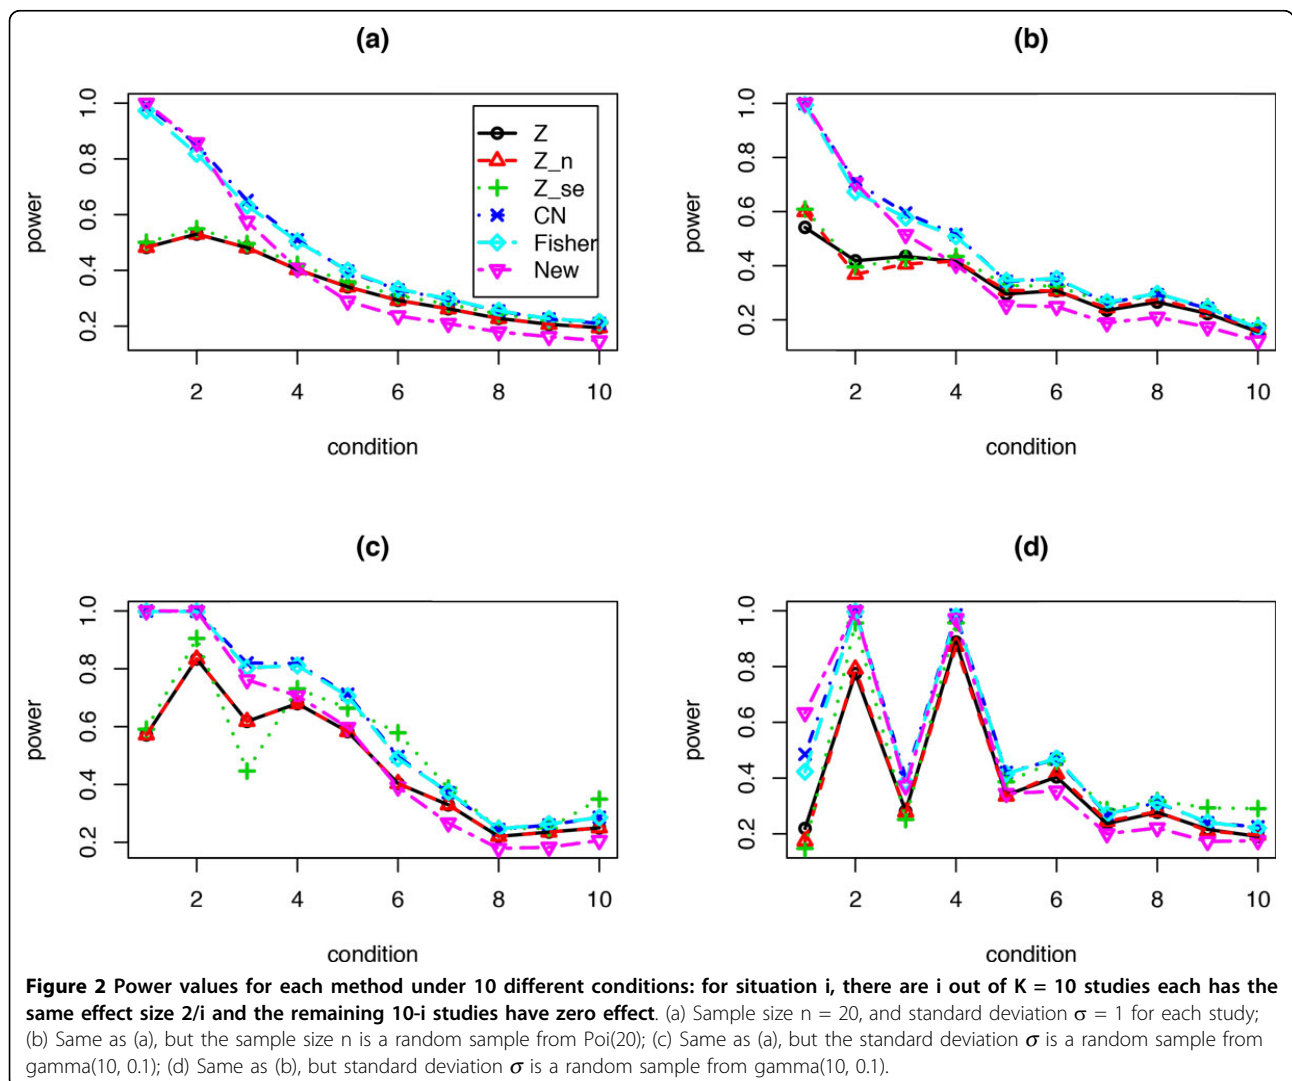 (a)
power
0.2 0.4 0.6 0.8 1.0
Z
Z_n
Z_se
CN
Fisher
New
2 4 6 8 10
condition
(b)
power
0.2 0.4 0.6 0.8 1.0
2 4 6 8 10
condition
(c)
power
0.2 0.4 0.6 0.8 1.0
2 4 6 8 10
condition
(d)
power
0.2 0.4 0.6 0.8 1.0
2 4 6 8 10
condition
Figure 2 Power values for each method under 10 different conditions: for situation i, there are i out of K = 10 studies each has the
same effect size 2/i and the remaining 10-i studies have zero effect. (a) Sample size n = 20, and standard deviation σ = 1 for each study;
(b) Same as (a), but the sample size n is a random sample from Poi(20); (c) Same as (a), but the standard deviation σ is a random sample from
gamma(10, 0.1); (d) Same as (b), but standard deviation σ is a random sample from gamma(10, 0.1).